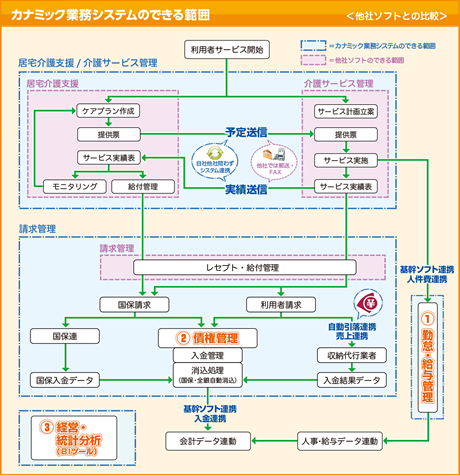 カナミック業務システムのできる範囲
<他社ソフトとの比較>
利用者サービス開始
=カナミック業務システムのできる範囲
=他社ソフトのできる範囲
居宅介護支援/介護サービス管理
居宅介護支援
介護サービス管理
ケアプラン作成
サービス計画立案
提供票
予定送信
提供票
サービス実績表
自社他社問わず
システム連携
他社では郵送・
FAX
サービス実施
モニタリング
給付管理
実績送信
サービス実績表
請求管理
請求管理
レセプト・給付管理
基幹ソフト連携
人件費連携
国保請求
利用者請求
自動引落連携
売上連携
①勤怠・給与管理
国保連
②債権管理
入金管理
収納代行業者
国保入金データ
消込処理
(国保・全銀自動消込)
入金結果データ
基幹ソフト連携
入金連携
③経営・
統計分析
(BIツール)
会計データ連動
人事・給与データ連動